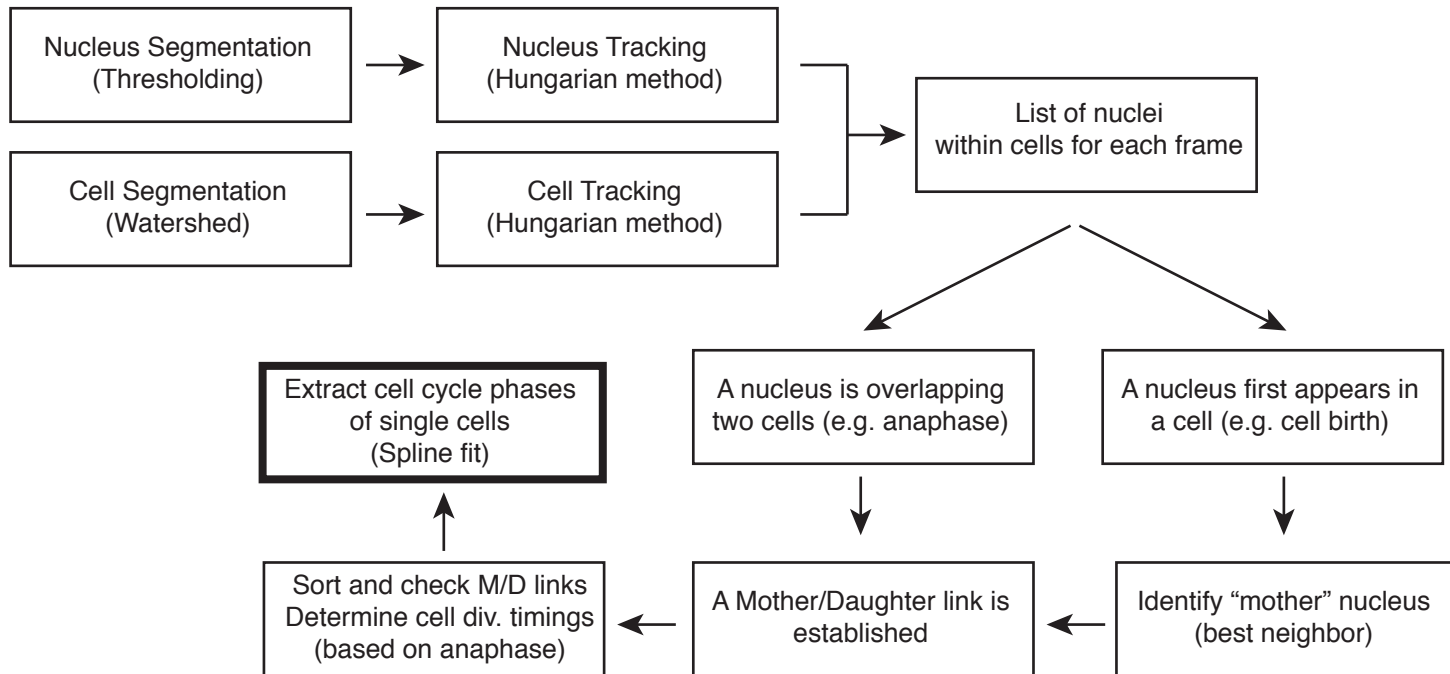 Nucleus Segmentation
(Thresholding)
Nucleus Tracking
(Hungarian method)
List of nuclei
within cells for each frame
Cell Segmentation
(Watershed)
Cell Tracking
(Hungarian method)
Extract cell cycle phases
of single cells
(Spline fit)
A nucleus is overlapping
two cells (e.g. anaphase)
A nucleus first appears in
a cell (e.g. cell birth)
Sort and check M/D links
Determine cell div. timings
(based on anaphase)
A Mother/Daughter link is
established
Identify “mother” nucleus
(best neighbor)